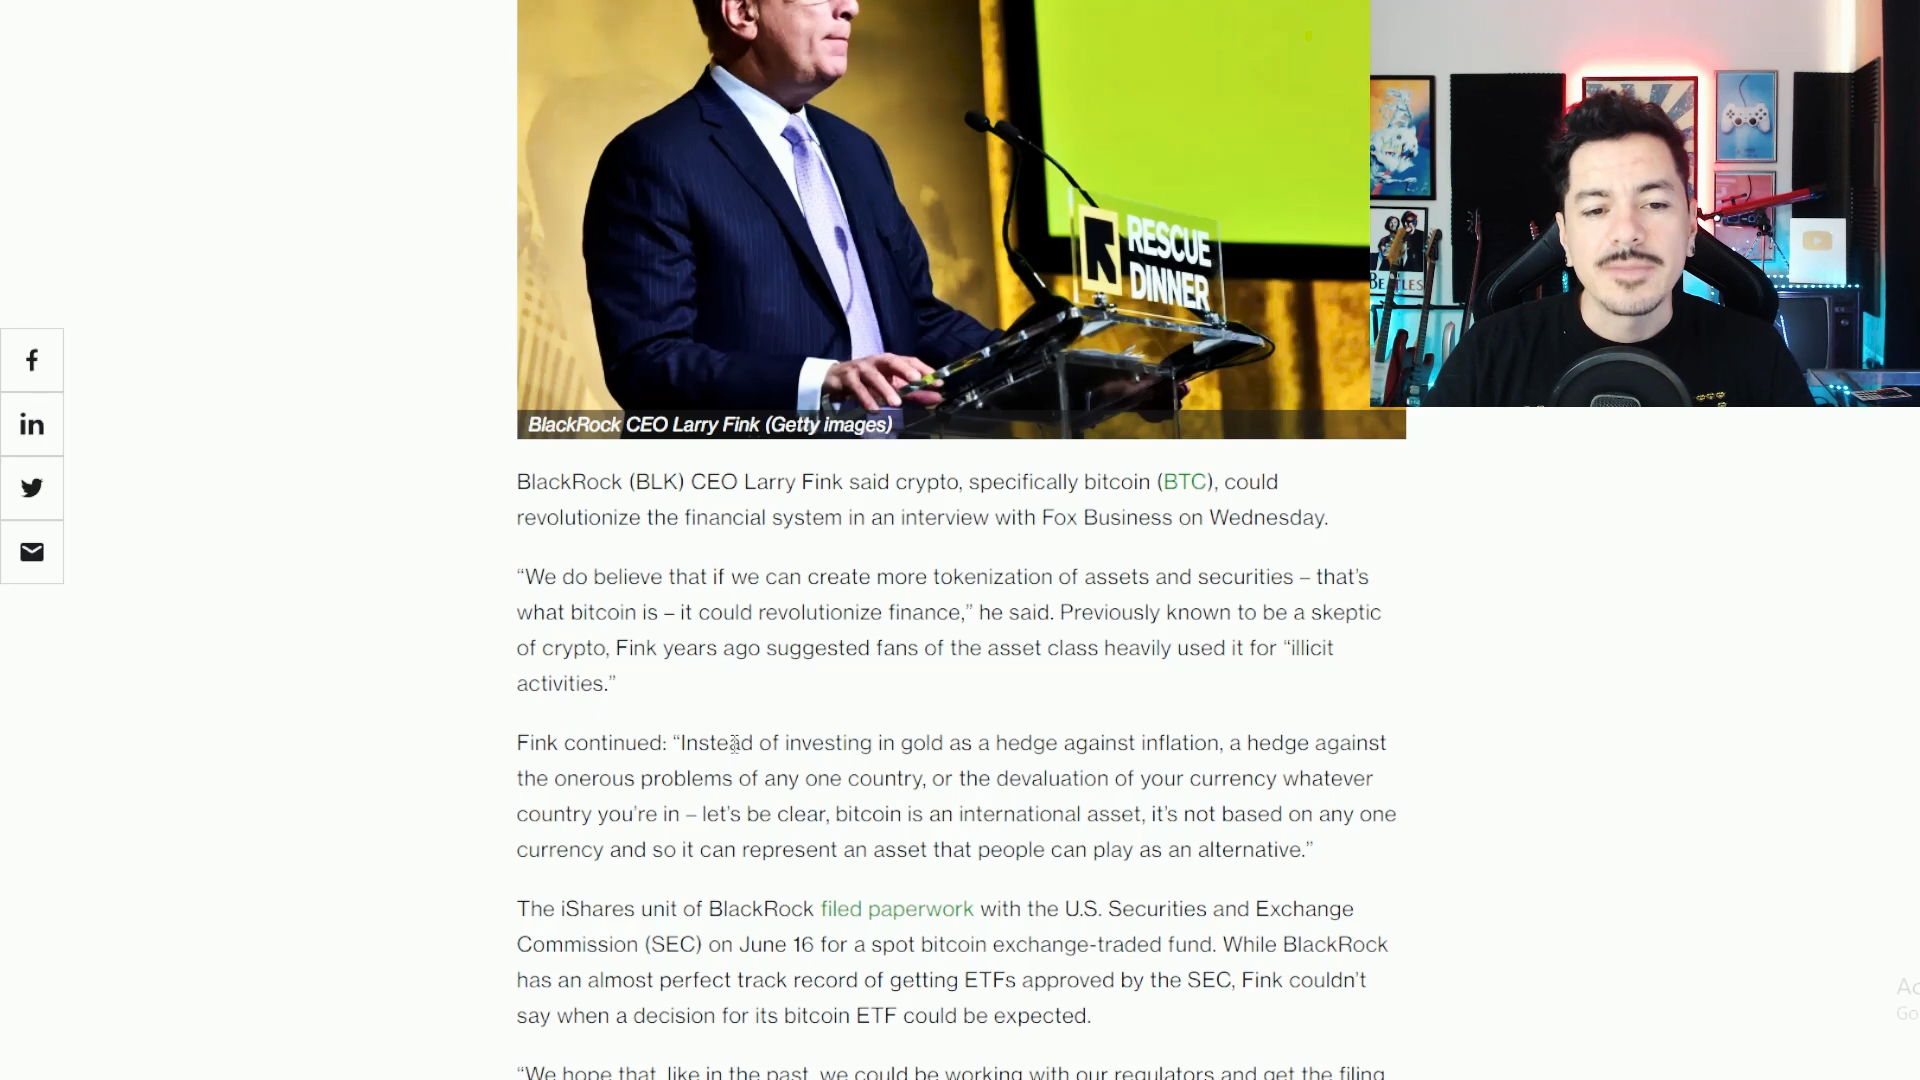 RESCUE
DINNER
BEATLES
BlackRock CEO Larry Fink (Getty images)
BlackRock (BLK) CEO Larry Fink said crypto, specifically bitcoin (BTC), could
revolutionize the financial system in an interview with Fox Business on Wednesday.
“We do believe that if we can create more tokenization of assets and securities – that’s
what bitcoin is – it could revolutionize finance,” he said. Previously known to be a skeptic
of crypto, Fink years ago suggested fans of the asset class heavily used it for “illicit
activities.”
Fink continued: “Instead of investing in gold as a hedge against inflation, a hedge against
the onerous problems of any one country, or the devaluation of your currency whatever
country you’re in – let’s be clear, bitcoin is an international asset, it’s not based on any one
currency and so it can represent an asset that people can play as an alternative.”
The iShares unit of BlackRock filed paperwork with the U.S. Securities and Exchange
Commission (SEC) on June 16 for a spot bitcoin exchange-traded fund. While BlackRock
has an almost perfect track record of getting ETFs approved by the SEC, Fink couldn’t
say when a decision for its bitcoin ETF could be expected.
“We hope that, like in the past, we could be working with our regulators and get the filing